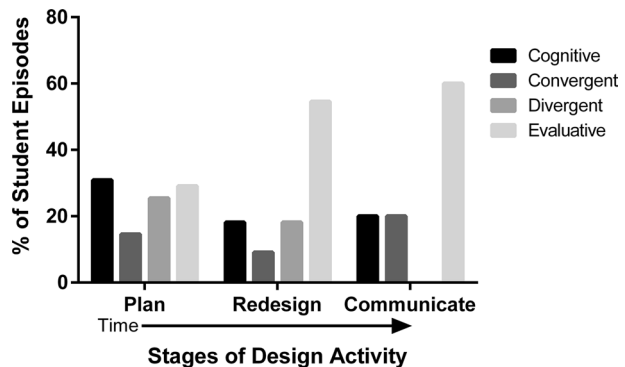 80
60
40
20
0
% of Student Episodes
Cognitive
Convergent
Divergent
Evaluative
Plan
Redesign
Communicate
Time
Stages of Design Activity